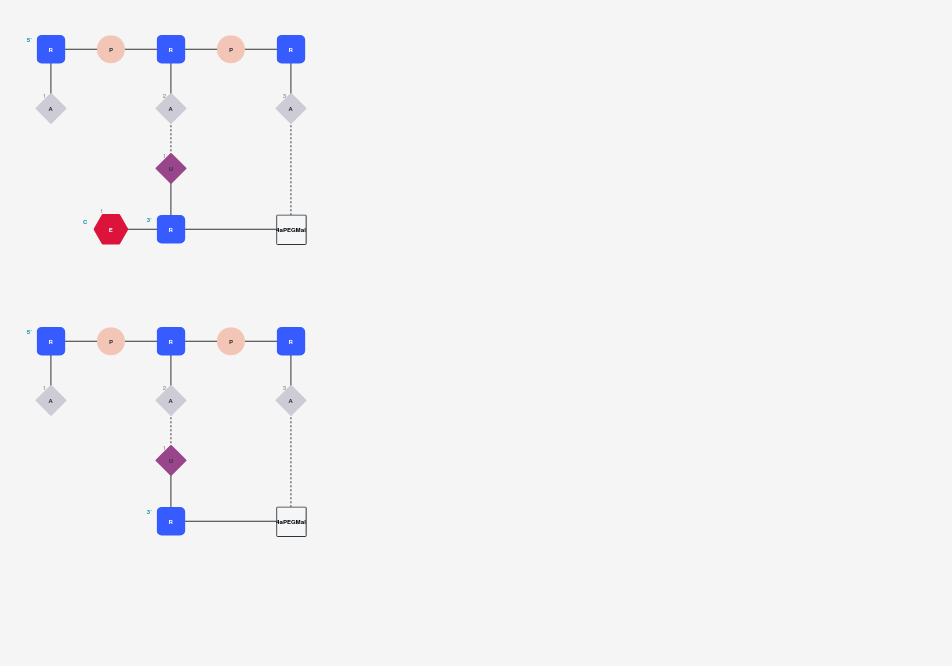 5' R P R P R
1 A 2 A 3 A
1 U
C 1 E 3' R 4aPEGMal
5' R P R P R
1 A 2 A 3 A
1 U
3' R 4aPEGMal